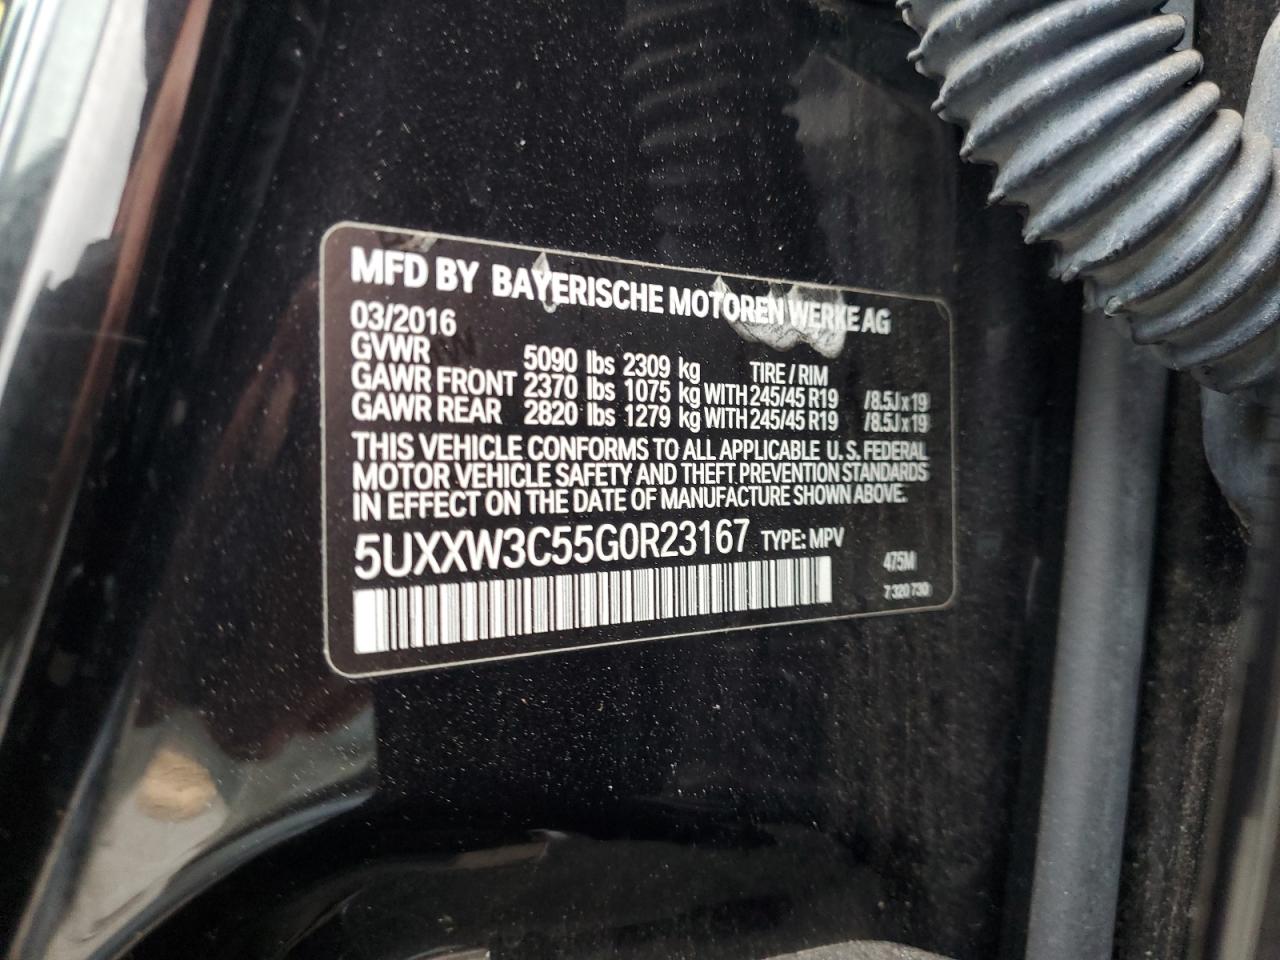 MFD BY BAYERISCHE MOTOREN WERKE AG
03/2016
GVWR 5090 lbs 2309 kg TIRE / RIM
GAWR FRONT 2370 lbs 1075 kg WITH 245/45 R19 /8.5J x 19
GAWR REAR 2820 lbs 1279 kg WITH 245/45 R19 /8.5J x 19
THIS VEHICLE CONFORMS TO ALL APPLICABLE U.S. FEDERAL
MOTOR VEHICLE SAFETY AND THEFT PREVENTION STANDARDS
IN EFFECT ON THE DATE OF MANUFACTURE SHOWN ABOVE.
5UXXW3C55G0R23167 TYPE: MPV
475M
7 320 730